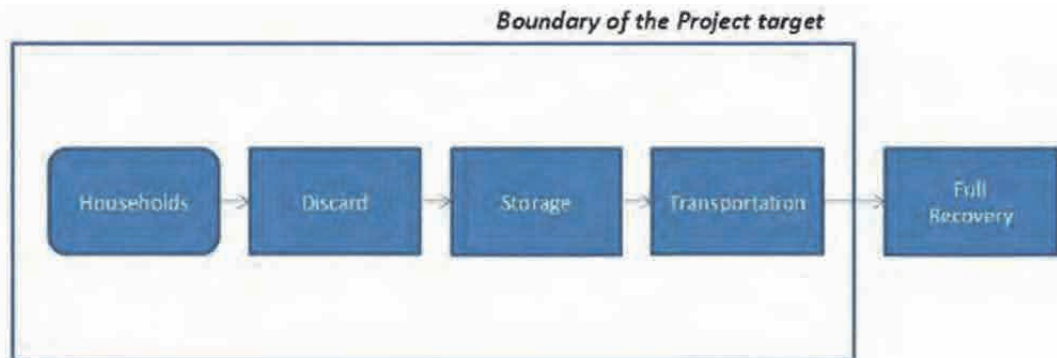 Boundary of the Project target
Households
Discard
Storage
Transportation
Full
Recovery